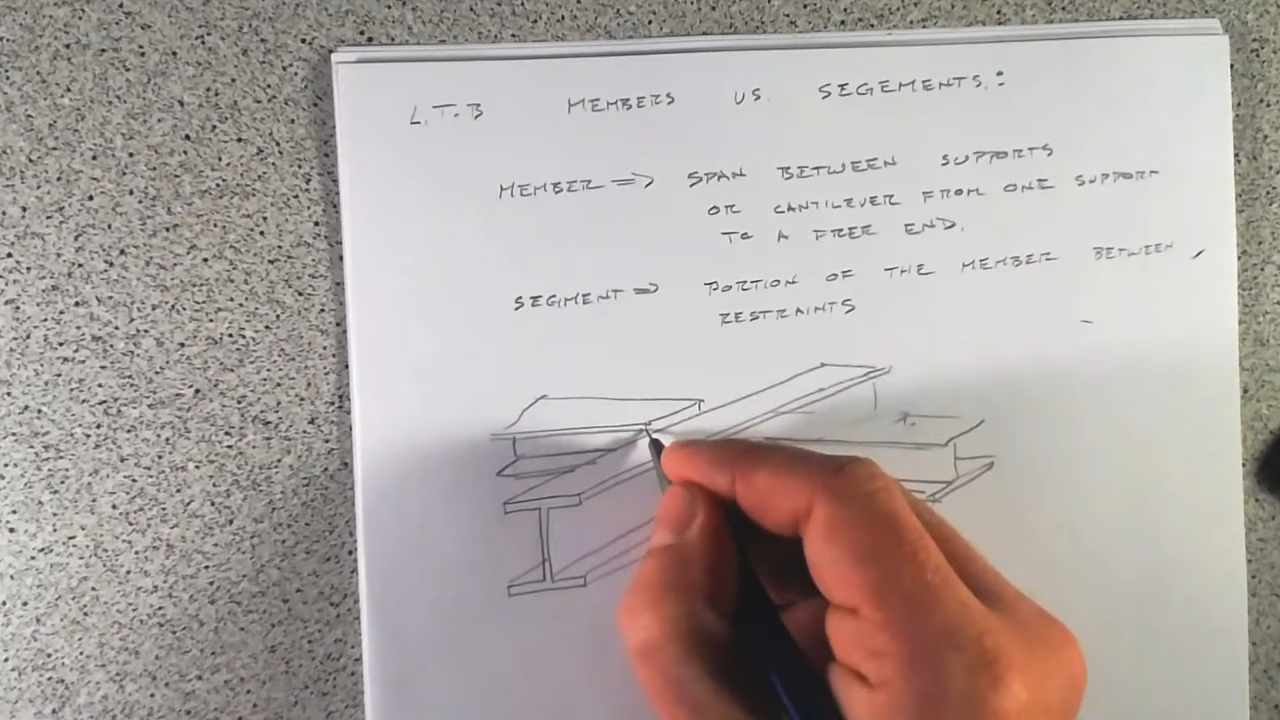 L.T.B MEMBERS VS. SEGEMENTS.:
MEMBER => SPAN BETWEEN SUPPORTS
OR CANTILEVER FROM ONE SUPPORT
TO A FREE END.
SEGMENT => PORTION OF THE MEMBER BETWEEN
RESTRAINTS